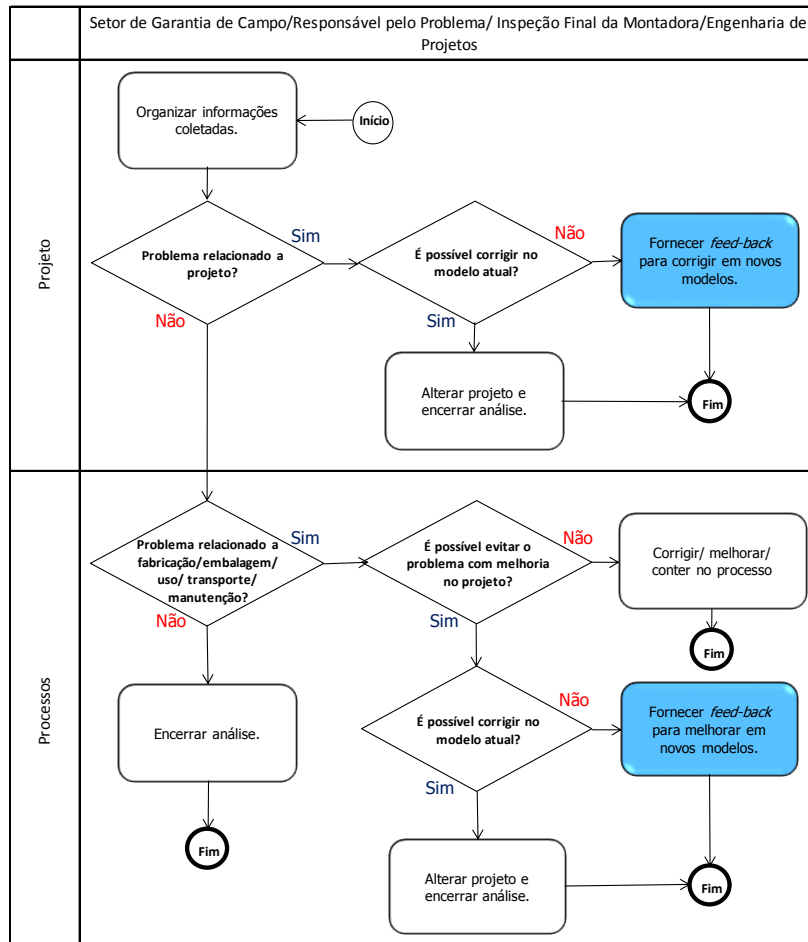 Setor de Garantia de Campo/Responsável pelo Problema/ Inspeção Final da Montadora/Engenharia de
Projetos
Projeto
Organizar informações
coletadas.
Início
Problema relacionado a
projeto?
Sim
Não
É possível corrigir no
modelo atual?
Não
Sim
Fornecer feed-back
para corrigir em novos
modelos.
Alterar projeto e
encerrar análise.
Fim
Processos
Problema relacionado a
fabricação/embalagem/
uso/ transporte/
manutenção?
Sim
Não
É possível evitar o
problema com melhoria
no projeto?
Não
Sim
Corrigir/ melhorar/
conter no processo
Fim
Encerrar análise.
Fim
É possível corrigir no
modelo atual?
Não
Sim
Fornecer feed-back
para melhorar em
novos modelos.
Alterar projeto e
encerrar análise.
Fim